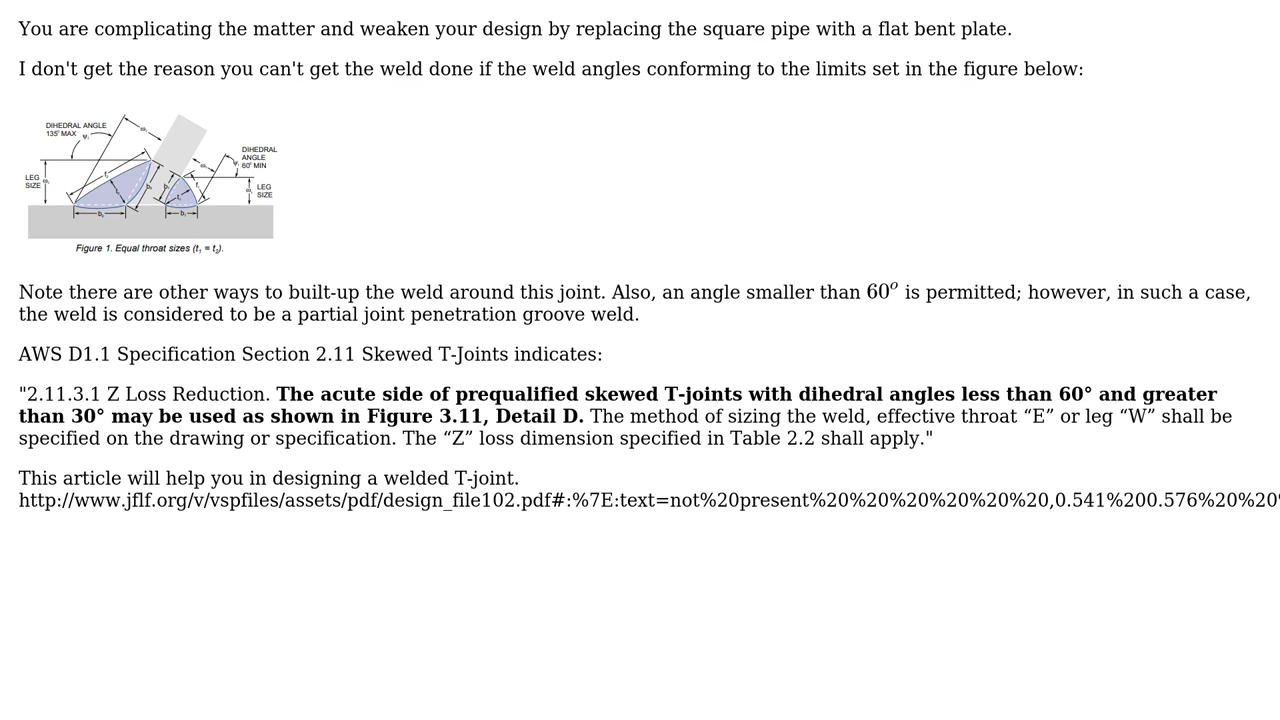 You are complicating the matter and weaken your design by replacing the square pipe with a flat bent plate.
I don't get the reason you can't get the weld done if the weld angles conforming to the limits set in the figure below:
DIHEDRAL ANGLE
135° MAX
DIHEDRAL
ANGLE
60° MIN
LEG
SIZE
LEG
SIZE
Figure 1. Equal throat sizes (t₁ = t₂).
Note there are other ways to built-up the weld around this joint. Also, an angle smaller than 60° is permitted; however, in such a case,
the weld is considered to be a partial joint penetration groove weld.
AWS D1.1 Specification Section 2.11 Skewed T-Joints indicates:
"2.11.3.1 Z Loss Reduction. The acute side of prequalified skewed T-joints with dihedral angles less than 60° and greater
than 30° may be used as shown in Figure 3.11, Detail D. The method of sizing the weld, effective throat “E” or leg “W” shall be
specified on the drawing or specification. The “Z” loss dimension specified in Table 2.2 shall apply."
This article will help you in designing a welded T-joint.
http://www.jflf.org/v/vspfiles/assets/pdf/design_file102.pdf#:%7E:text=not%20present%20%20%20%20%20%20,0.541%200.576%20%20